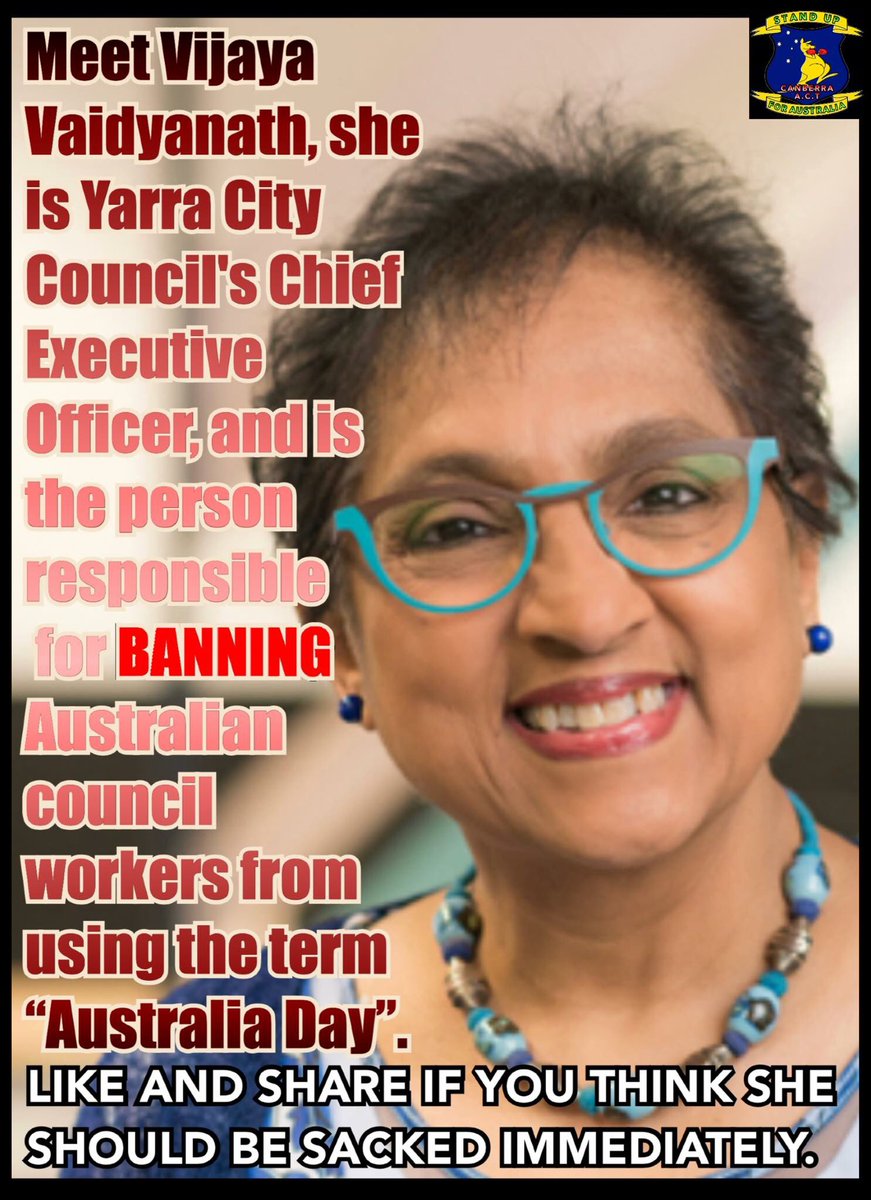 STAND UP
CANBERRA
A.C.T
FOR AUSTRALIA
Meet Vijaya
Vaidyanath, she
is Yarra City
Council's Chief
Executive
Officer, and is
the person
responsible
for BANNING
Australian
council
workers from
using the term
“Australia Day”.
LIKE AND SHARE IF YOU THINK SHE
SHOULD BE SACKED IMMEDIATELY.